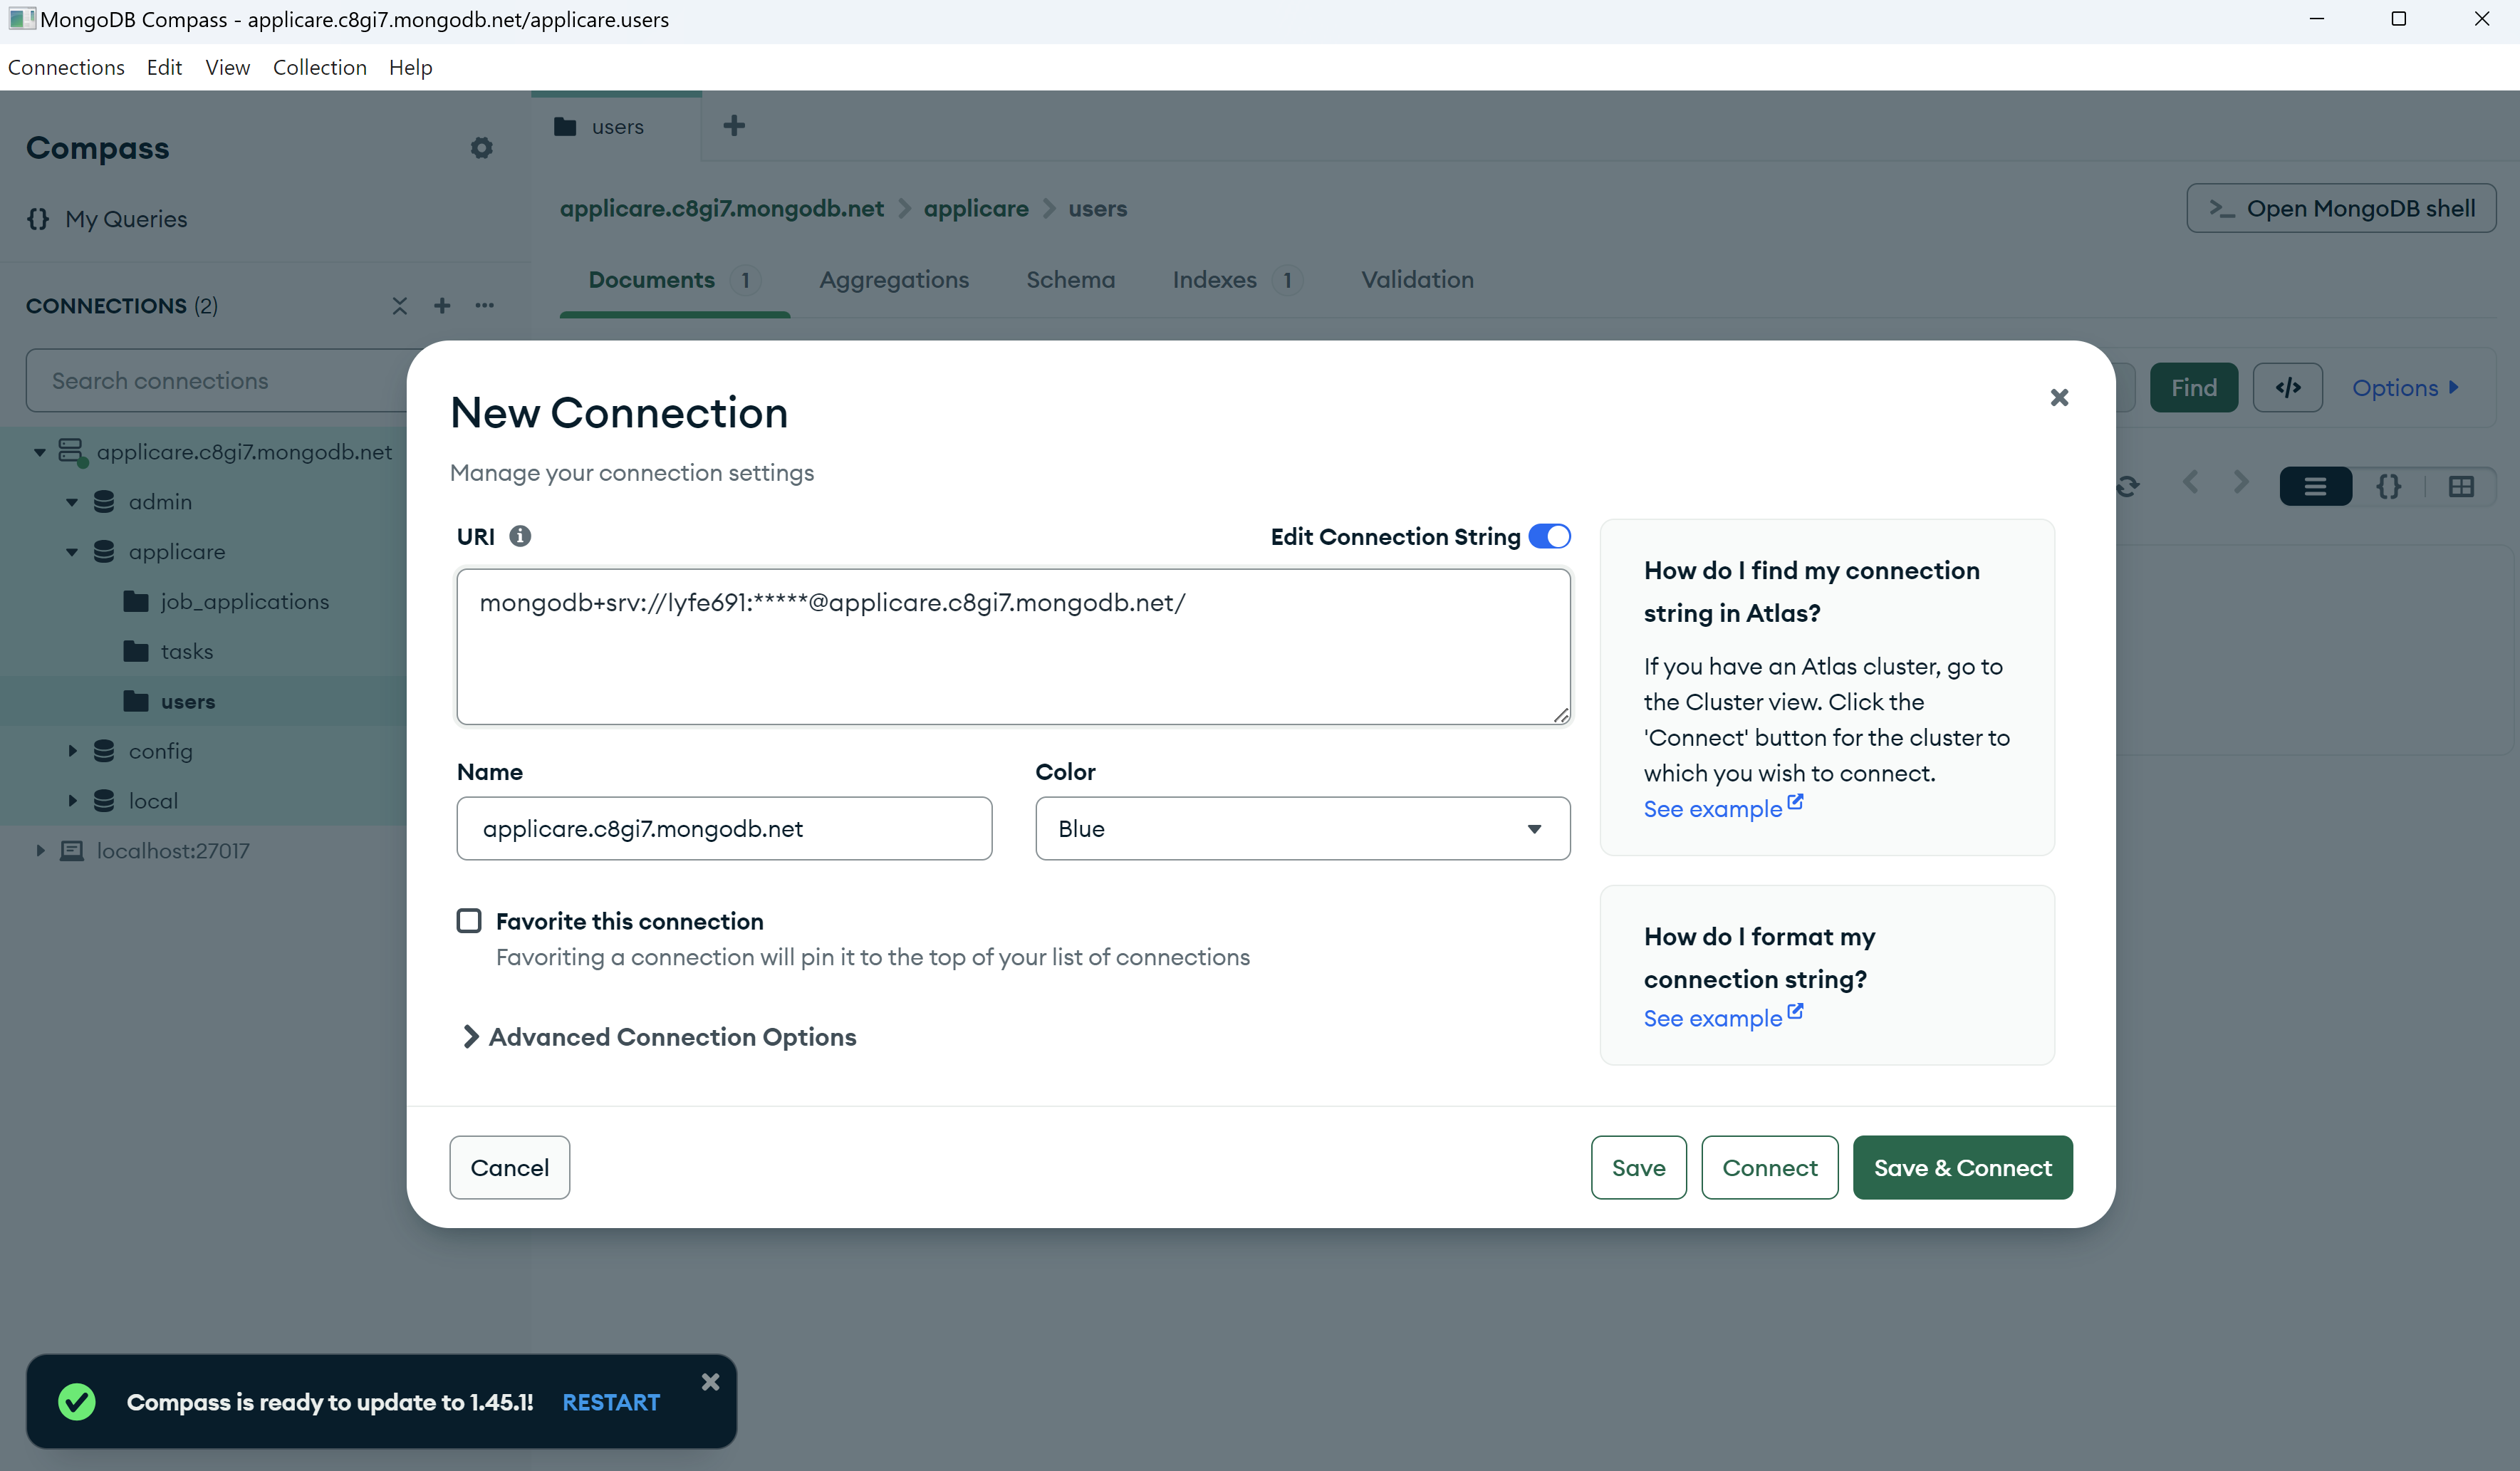 MongoDB Compass - applicare.c8gi7.mongodb.net/applicare.users
Connections Edit View Collection Help
Compass
My Queries
CONNECTIONS (2)
Search connections
applicare.c8gi7.mongodb.net
admin
applicare
job_applications
tasks
users
config
local
localhost:27017
users
applicare.c8gi7.mongodb.net applicare users
>_ Open MongoDB shell
Documents 1 Aggregations Schema Indexes 1 Validation
Find </> Options
New Connection
Manage your connection settings
URI
Edit Connection String
mongodb+srv://lyfe691:*****@applicare.c8gi7.mongodb.net/
Name
applicare.c8gi7.mongodb.net
Color
Blue
Favorite this connection
Favoriting a connection will pin it to the top of your list of connections
Advanced Connection Options
How do I find my connection
string in Atlas?
If you have an Atlas cluster, go to
the Cluster view. Click the
'Connect' button for the cluster to
which you wish to connect.
See example
How do I format my
connection string?
See example
Cancel
Save
Connect
Save & Connect
Compass is ready to update to 1.45.1! RESTART